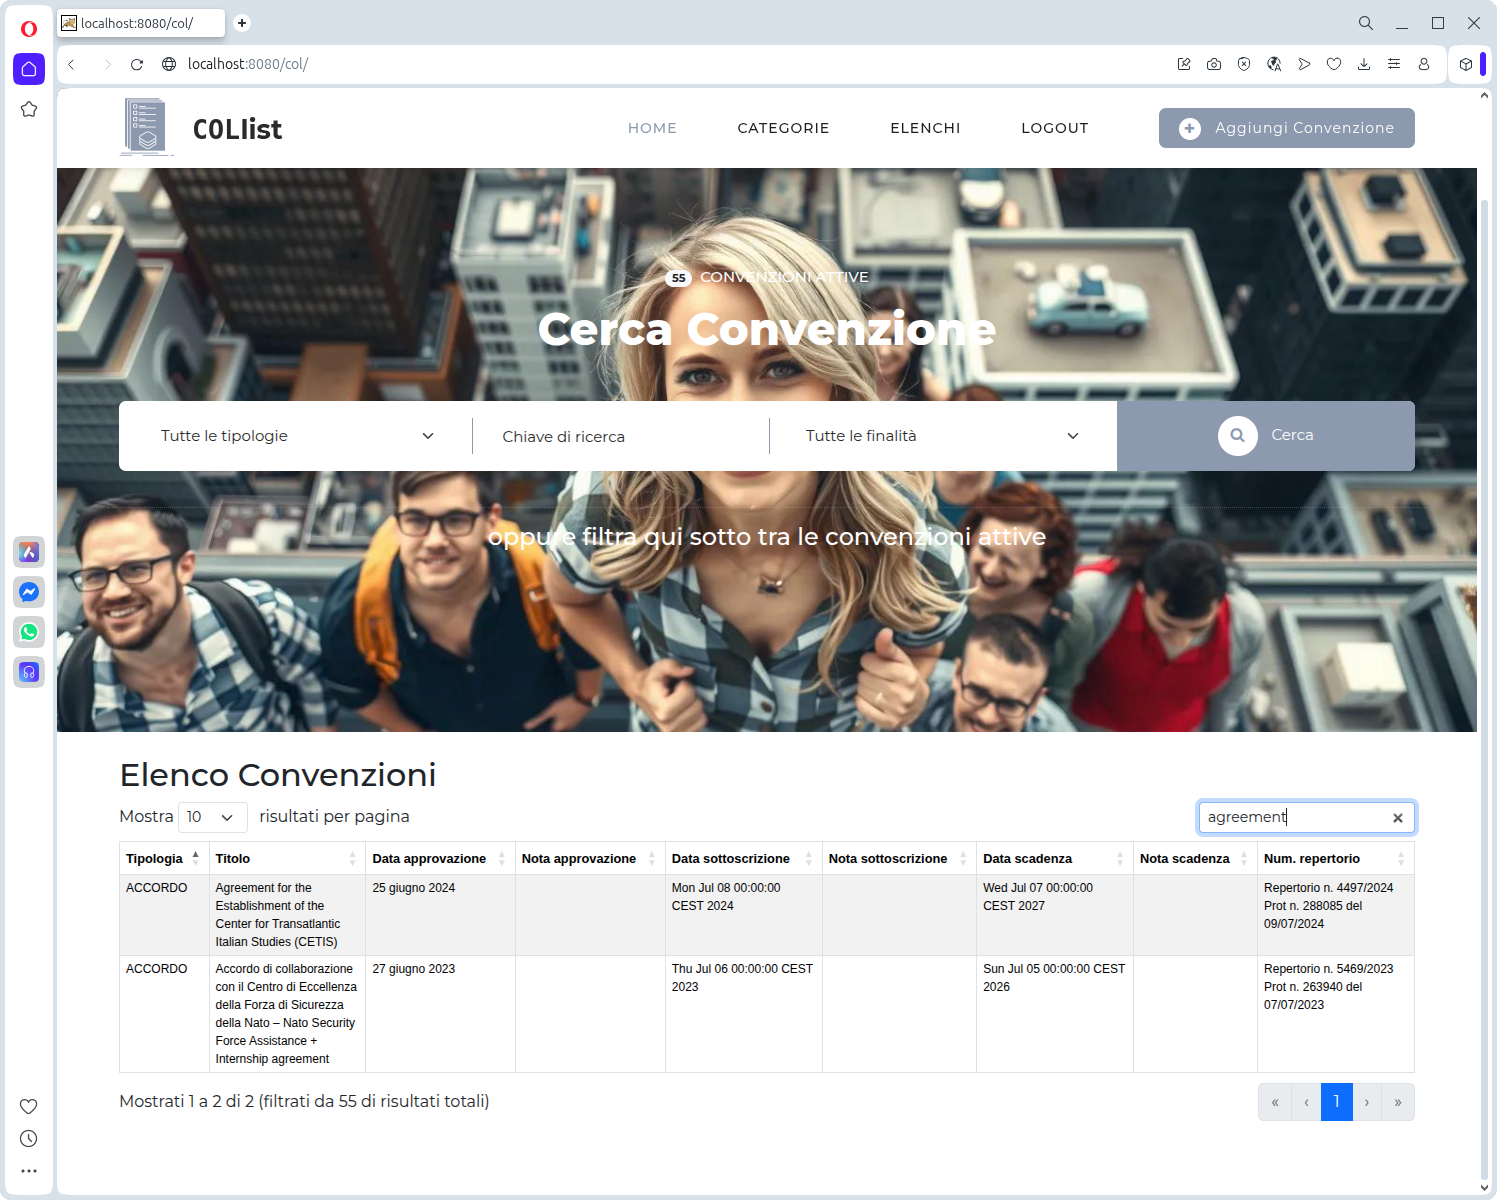 localhost:8080/col/
localhost:8080/col/
COLlist
HOME
CATEGORIE
ELENCHI
LOGOUT
Aggiungi Convenzione
55 CONVENZIONI ATTIVE
Cerca Convenzione
Tutte le tipologie
Chiave di ricerca
Tutte le finalità
Cerca
oppure filtra qui sotto tra le convenzioni attive
Elenco Convenzioni
Mostra 10 risultati per pagina
agreement
Tipologia
Titolo
Data approvazione
Nota approvazione
Data sottoscrizione
Nota sottoscrizione
Data scadenza
Nota scadenza
Num. repertorio
ACCORDO
Agreement for the
Establishment of the
Center for Transatlantic
Italian Studies (CETIS)
25 giugno 2024
Mon Jul 08 00:00:00
CEST 2024
Wed Jul 07 00:00:00
CEST 2027
Repertorio n. 4497/2024
Prot n. 288085 del
09/07/2024
ACCORDO
Accordo di collaborazione
con il Centro di Eccellenza
della Forza di Sicurezza
della Nato – Nato Security
Force Assistance +
Internship agreement
27 giugno 2023
Thu Jul 06 00:00:00 CEST
2023
Sun Jul 05 00:00:00 CEST
2026
Repertorio n. 5469/2023
Prot n. 263940 del
07/07/2023
Mostrati 1 a 2 di 2 (filtrati da 55 di risultati totali)
« ‹ 1 › »